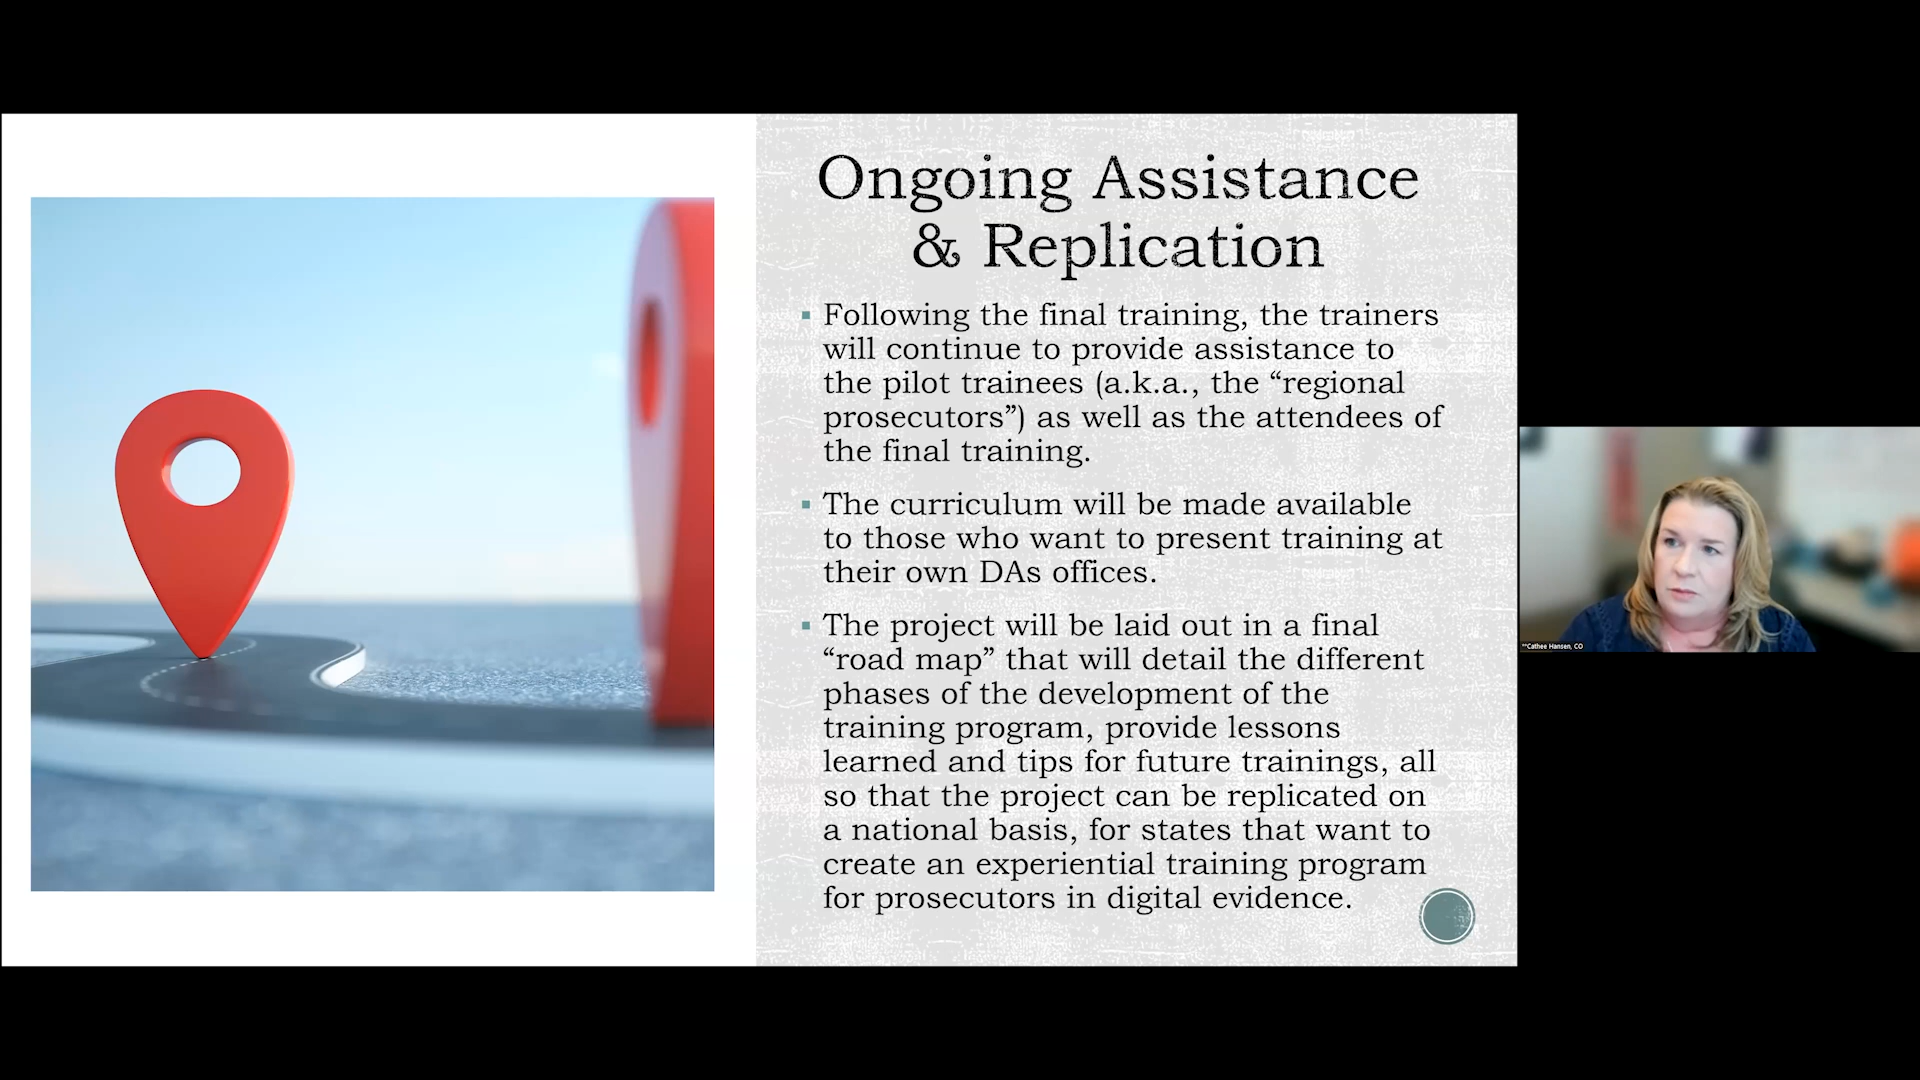 Ongoing Assistance
& Replication
Following the final training, the trainers
will continue to provide assistance to
the pilot trainees (a.k.a., the “regional
prosecutors”) as well as the attendees of
the final training.
The curriculum will be made available
to those who want to present training at
their own DAs offices.
The project will be laid out in a final
“road map” that will detail the different
phases of the development of the
training program, provide lessons
learned and tips for future trainings, all
so that the project can be replicated on
a national basis, for states that want to
create an experiential training program
for prosecutors in digital evidence.
**Cathee Hansen, CO